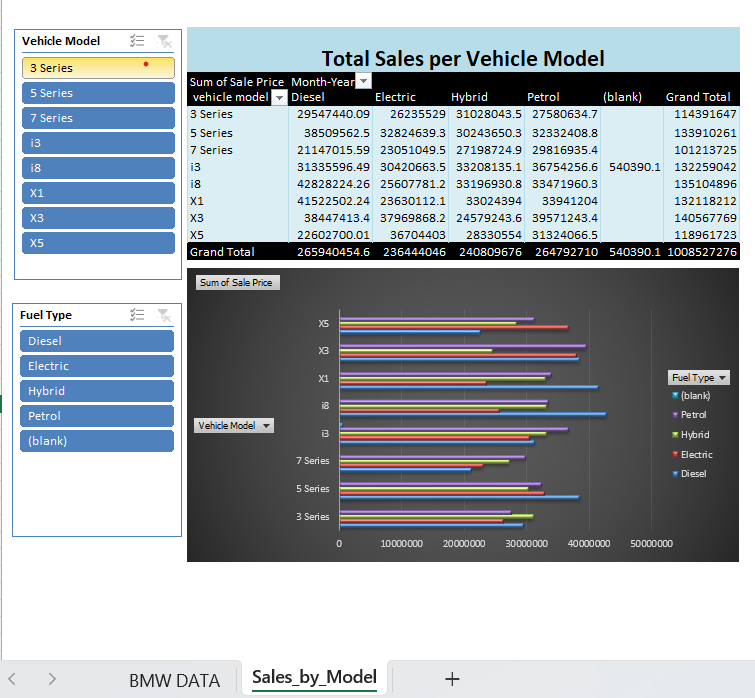 Vehicle Model
3 Series
5 Series
7 Series
i3
i8
X1
X3
X5
Fuel Type
Diesel
Electric
Hybrid
Petrol
(blank)
Total Sales per Vehicle Model
Sum of Sale Price Month-Year
vehicle model Diesel Electric Hybrid Petrol (blank) Grand Total
3 Series 29547440.09 26235529 31028043.5 27580634.7 114391647
5 Series 38509562.5 32824639.3 30243650.3 32332408.8 133910261
7 Series 21147015.59 23051049.5 27198724.9 29816935.4 101213725
i3 31335596.49 30420663.5 33208135.1 36754256.6 540390.1 132259042
i8 42828224.26 25607781.2 33196930.8 33471960.3 135104896
X1 41522502.24 23630112.1 33024394 33941204 132118212
X3 38447413.4 37969868.2 24579243.6 39571243.4 140567769
X5 22602700.01 36704403 28330554 31324066.5 118961723
Grand Total 265940454.6 236444046 240809676 264792710 540390.1 1008527276
Sum of Sale Price
Vehicle Model
X5
X3
X1
i8
i3
7 Series
5 Series
3 Series
0 10000000 20000000 30000000 40000000 50000000
Fuel Type
(blank)
Petrol
Hybrid
Electric
Diesel
BMW DATA Sales_by_Model +